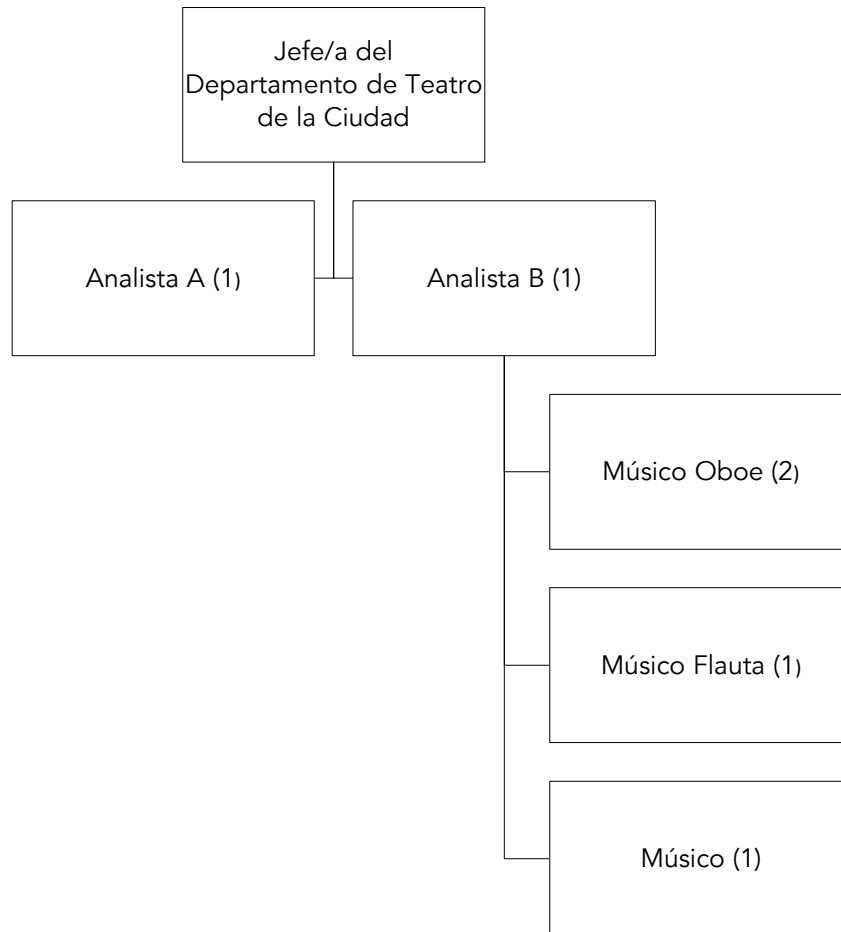 Jefe/a del
Departamento de Teatro
de la Ciudad
Analista A (1)
Analista B (1)
Músico Oboe (2)
Músico Flauta (1)
Músico (1)